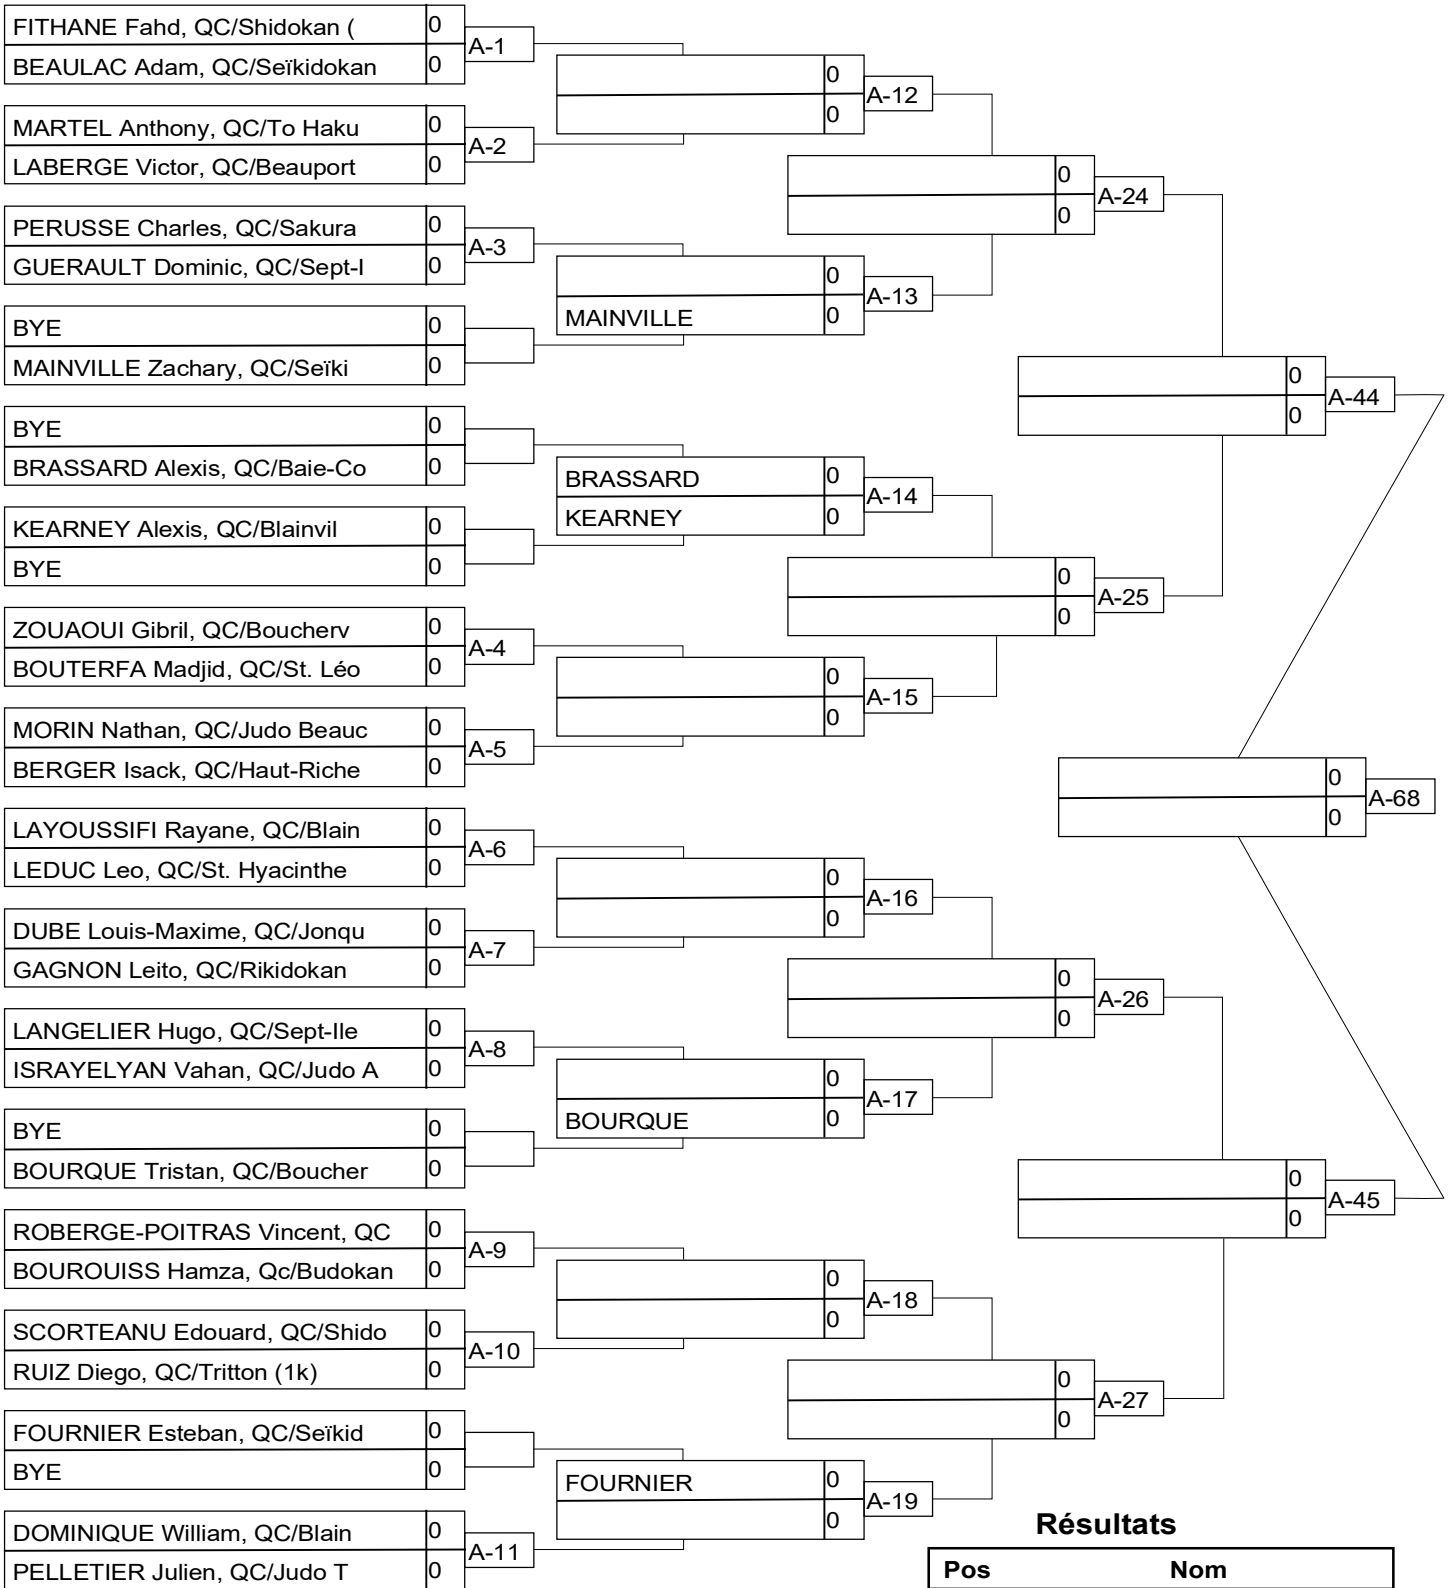 FITHANE Fahd, QC/Shidokan ( 0
BEAULAC Adam, QC/Seïkidokan 0
A-1
MARTEL Anthony, QC/To Haku 0
LABERGE Victor, QC/Beauport 0
A-2
PERUSSE Charles, QC/Sakura 0
GUERAULT Dominic, QC/Sept-I 0
A-3
BYE 0
MAINVILLE Zachary, QC/Seïki 0
BYE 0
BRASSARD Alexis, QC/Baie-Co 0
KEARNEY Alexis, QC/Blainvil 0
BYE 0
ZOUAOUI Gibril, QC/Boucherv 0
BOUTERFA Madjid, QC/St. Léo 0
A-4
MORIN Nathan, QC/Judo Beauc 0
BERGER Isack, QC/Haut-Riche 0
A-5
LAYOUSSIFI Rayane, QC/Blain 0
LEDUC Leo, QC/St. Hyacinthe 0
A-6
DUBE Louis-Maxime, QC/Jonqu 0
GAGNON Leito, QC/Rikidokan 0
A-7
LANGELIER Hugo, QC/Sept-Ile 0
ISRAYELYAN Vahan, QC/Judo A 0
A-8
BYE 0
BOURQUE Tristan, QC/Boucher 0
ROBERGE-POITRAS Vincent, QC 0
BOUROUISS Hamza, Qc/Budokan 0
A-9
SCORTEANU Edouard, QC/Shido 0
RUIZ Diego, QC/Tritton (1k) 0
A-10
FOURNIER Esteban, QC/Seïkid 0
BYE 0
DOMINIQUE William, QC/Blain 0
PELLETIER Julien, QC/Judo T 0
A-11
0
0
A-12
0
MAINVILLE 0
A-13
BRASSARD 0
KEARNEY 0
A-14
0
0
A-15
0
0
A-16
0
BOURQUE 0
A-17
0
0
A-18
FOURNIER 0
0
A-19
0
0
A-24
0
0
A-25
0
0
A-26
0
0
A-27
0
0
A-44
0
0
A-45
0
0
A-68
Résultats
Pos Nom